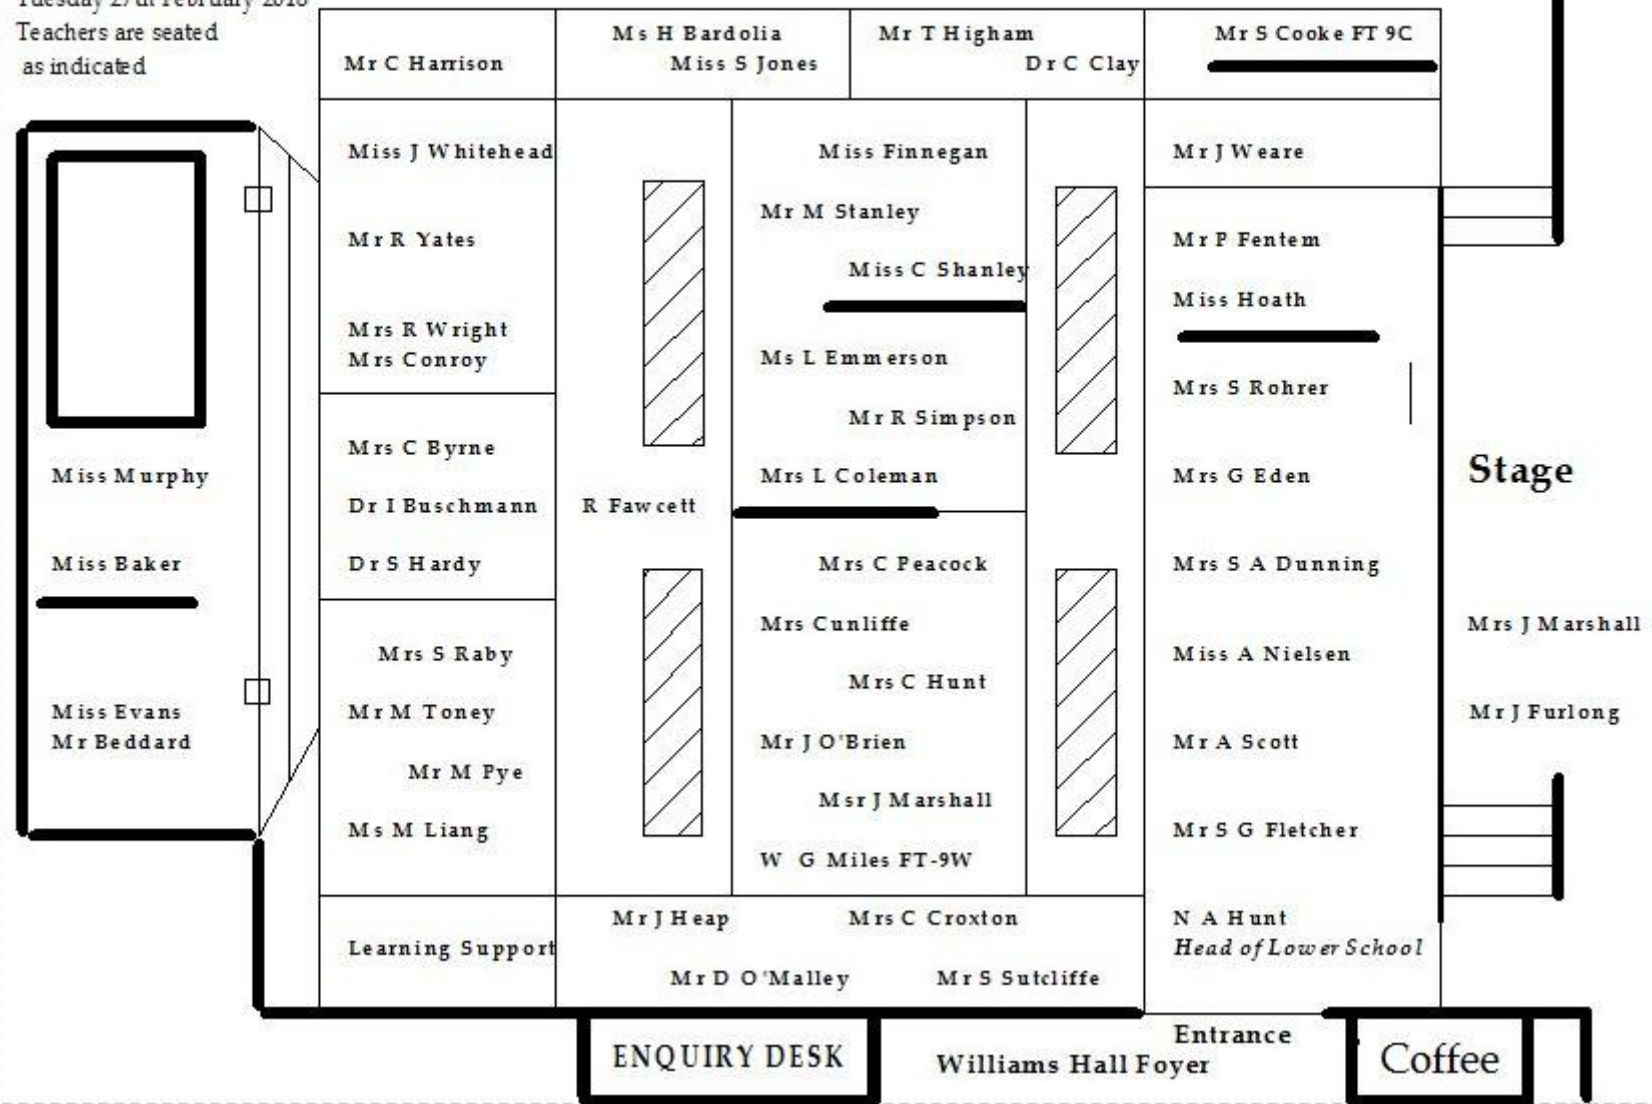 Tuesday 27th February 2018
Teachers are seated
as indicated
Mr C Harrison
Ms H Bardolia
Miss S Jones
Mr T Higham
Dr C Clay
Mr S Cooke FT 9C
Miss J Whitehead
Mr R Yates
Mrs R Wright
Mrs Conroy
Mrs C Byrne
Dr I Buschmann
Dr S Hardy
Mrs S Raby
Mr M Toney
Mr M Pye
Ms M Liang
Learning Support
Miss Murphy
Miss Baker
Miss Evans
Mr Beddard
R Fawcett
Miss Finnegan
Mr M Stanley
Miss C Shanley
Ms L Emmerson
Mr R Simpson
Mrs L Coleman
Mrs C Peacock
Mrs Cunliffe
Mrs C Hunt
Mr J O'Brien
Msr J Marshall
W G Miles FT-9W
Mr J Heap
Mrs C Croxton
Mr D O'Malley
Mr S Sutcliffe
Mr J Weare
Mr P Fentem
Miss Hoath
Mrs S Rohrer
Mrs G Eden
Mrs S A Dunning
Miss A Nielsen
Mr A Scott
Mr S G Fletcher
N A Hunt
Head of Lower School
Stage
Mrs J Marshall
Mr J Furlong
Entrance
ENQUIRY DESK
Williams Hall Foyer
Coffee